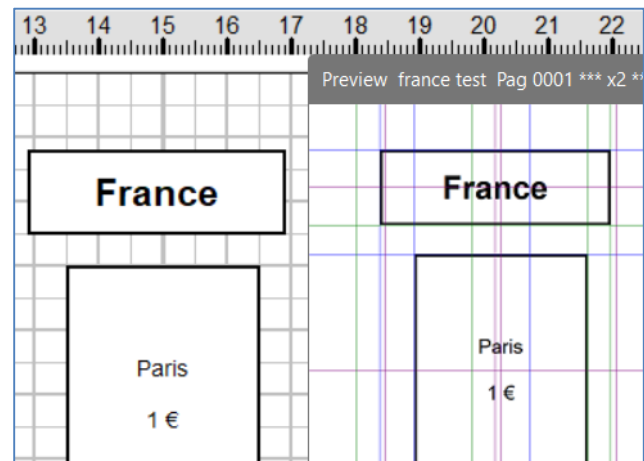 13 14 15 16 17 18 19 20 21 22
Preview france test Pag 0001 *** x2 **
France
France
Paris
1 €
Paris
1 €